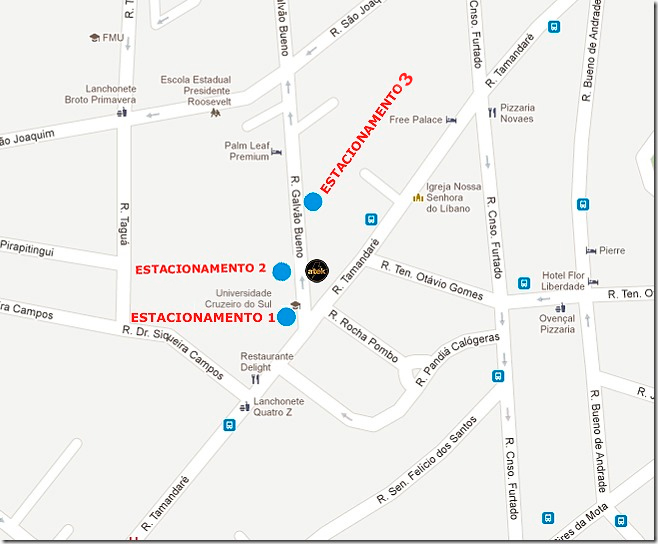 R. Ta
R. Galvão Bueno
R. São Joaqu
R. Cnso. Furtado
R. Tamandaré
R. Bueno de Andrade
FMU
Lanchonete
Broto Primavera
Escola Estadual
Presidente
Roosevelt
ESTACIONAMENTO 3
Free Palace
Pizzaria
Novaes
ão Joaquim
Palm Leaf
Premium
R. Galvão Bueno
Igreja Nossa
Senhora
do Líbano
R. Taguá
R. Cnso. Furtado
Pirapitingui
R. Tamandaré
Pierre
ESTACIONAMENTO 2
atek
R. Ten. Otávio Gomes
Hotel Flor
Liberdade
R. Ten. O
Universidade
Cruzeiro do Sul
ESTACIONAMENTO 1
ra Campos
R. Dr. Siqueira Campos
R. Rocha Pombo
Ovençal
Pizzaria
R. Pandiá Calógeras
Restaurante
Delight
Lanchonete
Quatro Z
R. J
R. Bueno de Andrade
R. Sen. Felício dos Santos
R. Cnso. Furtado
R. Tamandaré
ires da Mota